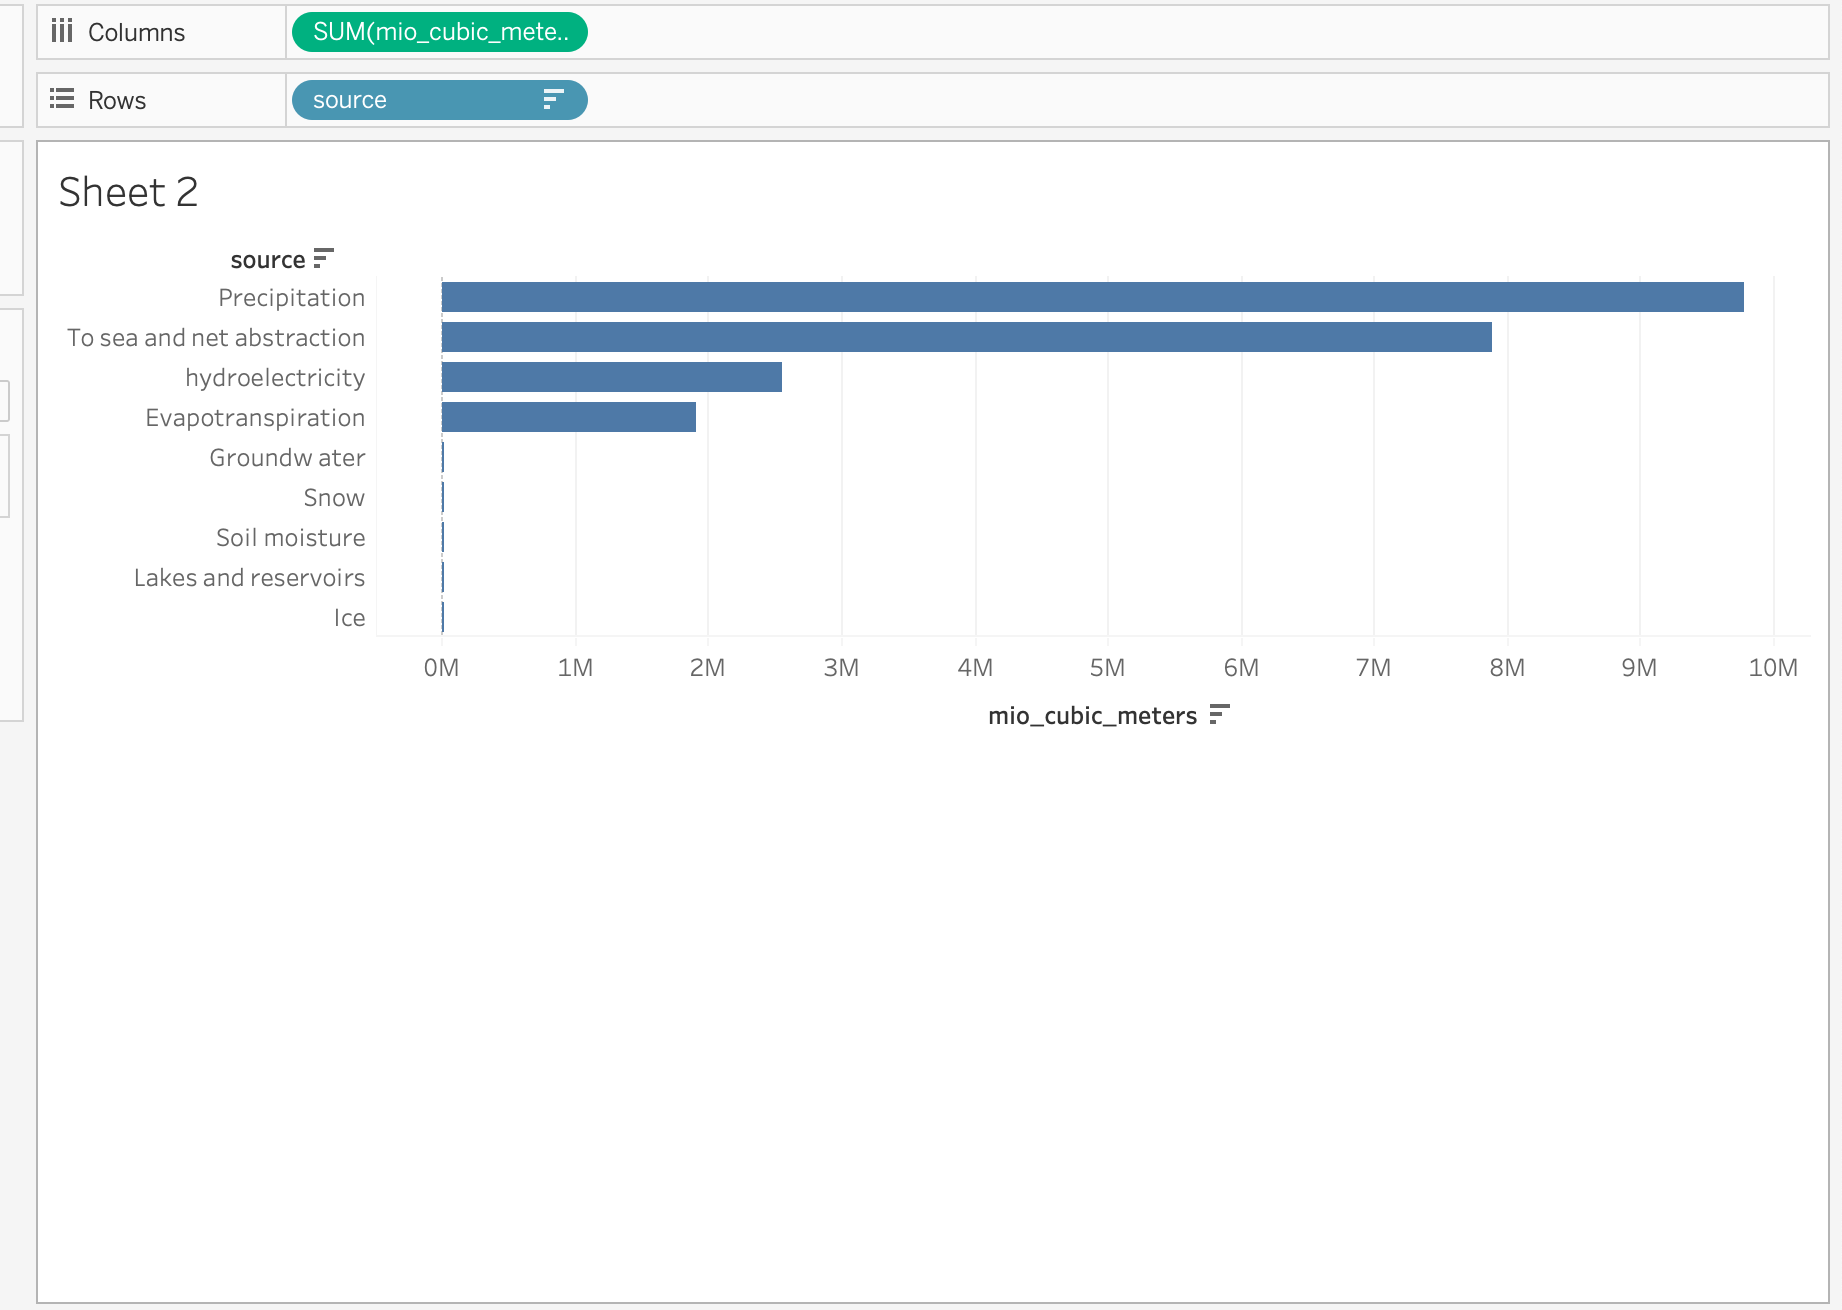 Columns
SUM(mio_cubic_mete..
Rows
source
Sheet 2
source
Precipitation
To sea and net abstraction
hydroelectricity
Evapotranspiration
Groundw ater
Snow
Soil moisture
Lakes and reservoirs
Ice
0M 1M 2M 3M 4M 5M 6M 7M 8M 9M 10M
mio_cubic_meters